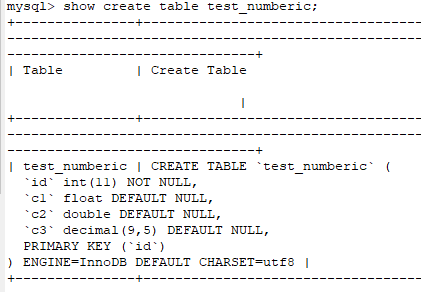 mysql> show create table test_numberic;
+----------------+----------------------------------
----------------------------------------------------
-------------------------------+
| Table          | Create Table
|
+----------------+----------------------------------
----------------------------------------------------
-------------------------------+
| test_numberic | CREATE TABLE `test_numberic` (
`id` int(11) NOT NULL,
`c1` float DEFAULT NULL,
`c2` double DEFAULT NULL,
`c3` decimal(9,5) DEFAULT NULL,
PRIMARY KEY (`id`)
) ENGINE=InnoDB DEFAULT CHARSET=utf8 |
+----------------+----------------------------------